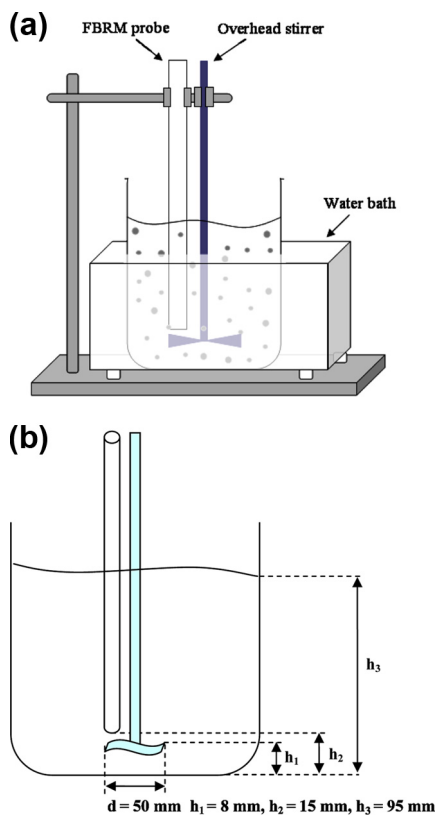 (a)
FBRM probe
Overhead stirrer
Water bath
(b)
h₃
h₁
h₂
d = 50 mm h₁ = 8 mm, h₂ = 15 mm, h₃ = 95 mm